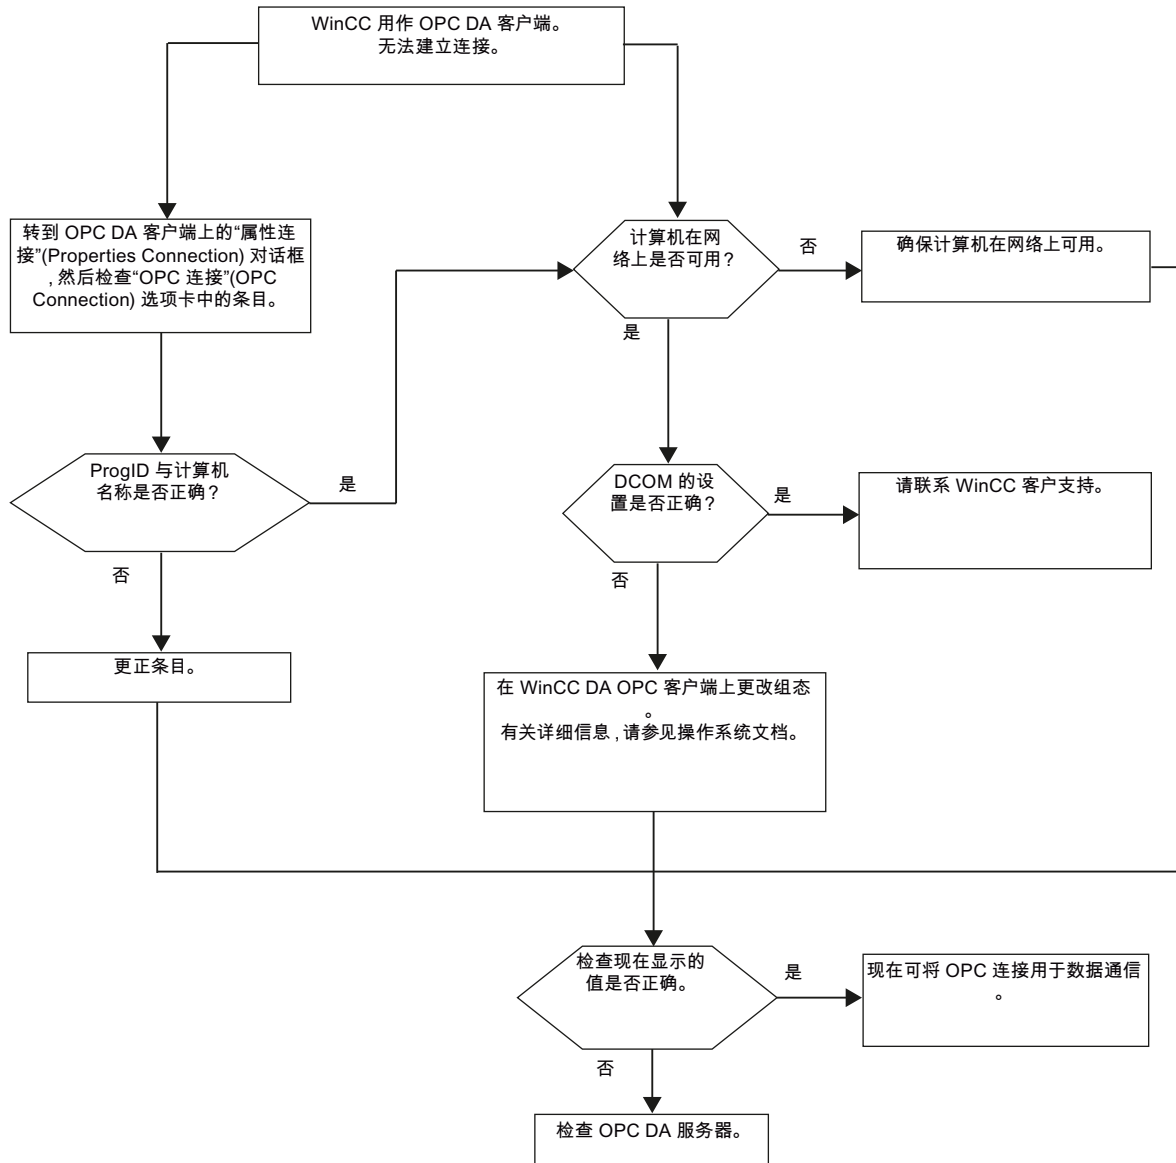 WinCC 用作 OPC DA 客户端。
无法建立连接。
转到 OPC DA 客户端上的“属性连
接”(Properties Connection) 对话框
,然后检查“OPC 连接”(OPC
Connection) 选项卡中的条目。
计算机在网
络上是否可用?
否
确保计算机在网络上可用。
是
ProgID 与计算机
名称是否正确?
是
DCOM 的设
置是否正确?
是
请联系 WinCC 客户支持。
否
否
更正条目。
在 WinCC DA OPC 客户端上更改组态
。
有关详细信息,请参见操作系统文档。
检查现在显示的
值是否正确。
是
现在可将 OPC 连接用于数据通信
。
否
检查 OPC DA 服务器。